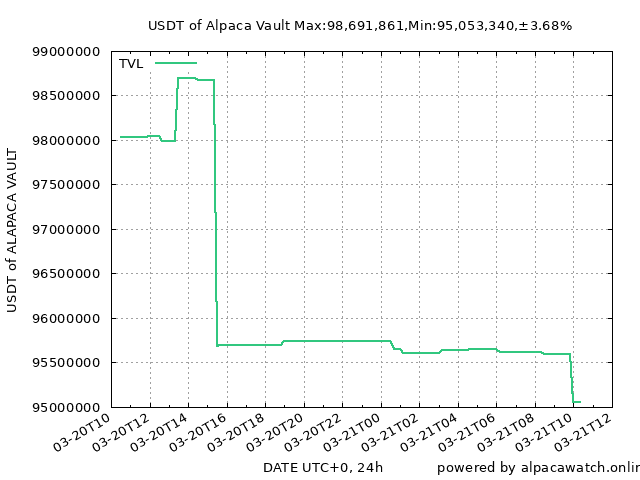 USDT of Alpaca Vault Max:98,691,861,Min:95,053,340,±3.68%
TVL
99000000
98500000
98000000
97500000
97000000
96500000
96000000
95500000
95000000
USDT of ALAPACA VAULT
03-20T10
03-20T12
03-20T14
03-20T16
03-20T18
03-20T20
03-20T22
03-21T00
03-21T02
03-21T04
03-21T06
03-21T08
03-21T10
03-21T12
DATE UTC+0, 24h
powered by alpacawatch.onlin